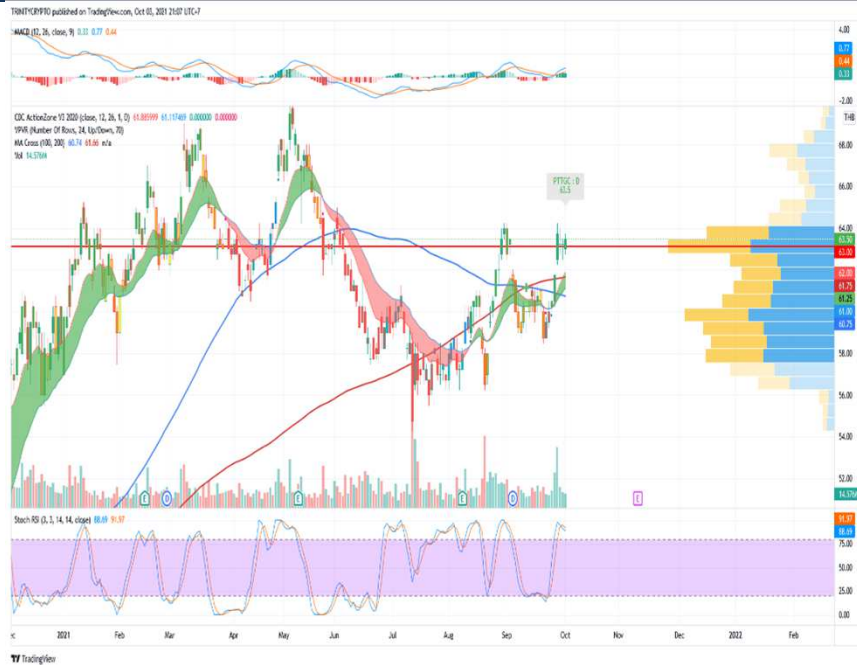 TRINITYCRYPTO published on TradingView.com, Oct 03, 2021 21:07 UTC+7
MACD (12, 26, close, 9) 0.33 0.77 0.44
4.00
0.77
0.44
0.33
-2.00
CDC ActionZone V3 2020 (close, 12, 26, 1, D) 61.885999 61.117469 0.000000 0.000000
VPVR (Number Of Rows, 24, Up/Down, 70)
MA Cross (100, 200) 60.74 61.66 n/a
Vol 14.576M
THB
68.00
66.00
PTTGC : D
63.5
64.00
63.50
63.00
62.00
61.75
61.25
61.00
60.75
58.00
56.00
54.00
52.00
14.576M
E
D
E
E
D
E
Stoch RSI (3, 3, 14, 14, close) 88.69 91.97
91.97
88.69
75.00
50.00
25.00
0.00
2021 Feb Mar Apr May Jun Jul Aug Sep Oct Nov Dec 2022 Feb
TradingView